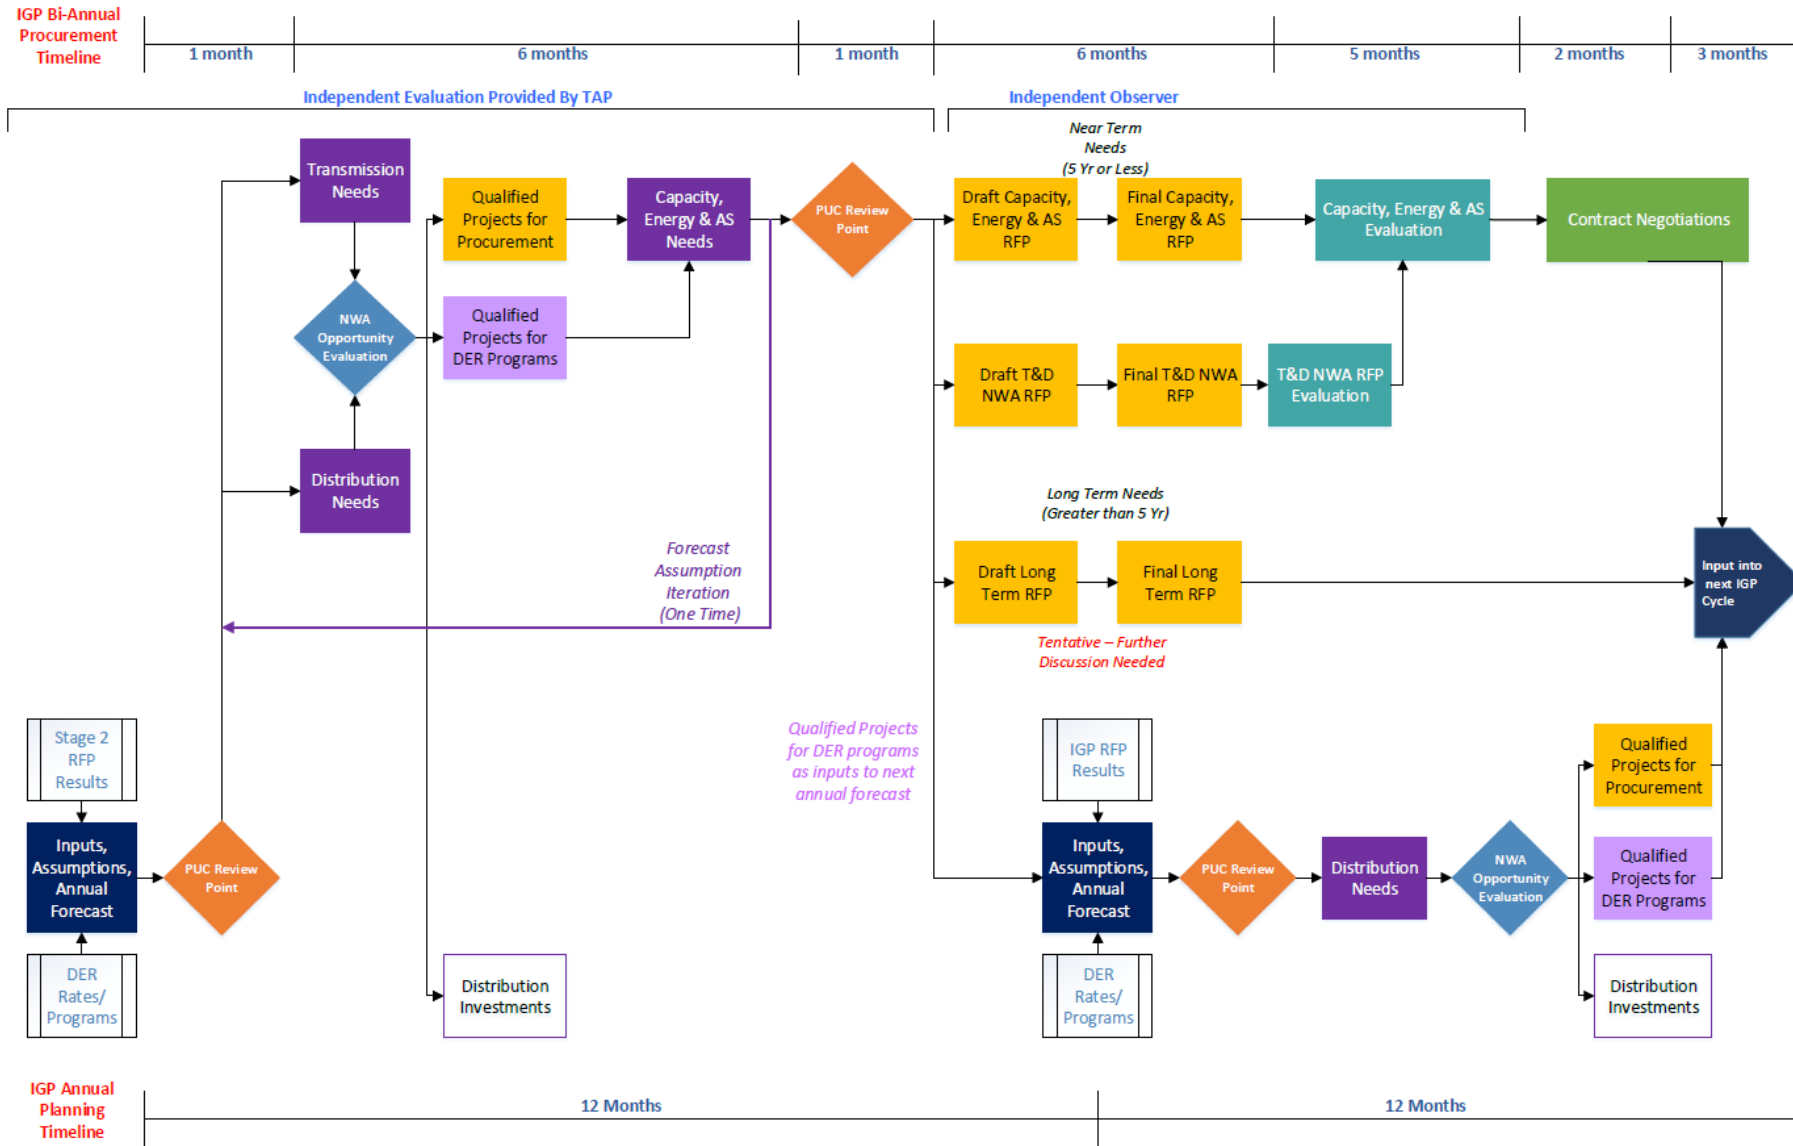 IGP Bi-Annual
Procurement
Timeline
1 month
6 months
1 month
6 months
5 months
2 months
3 months
Independent Evaluation Provided By TAP
Independent Observer
Near Term
Needs
(5 Yr or Less)
Transmission
Needs
Qualified
Projects for
Procurement
Capacity,
Energy & AS
Needs
PUC Review
Point
Draft Capacity,
Energy & AS
RFP
Final Capacity,
Energy & AS
RFP
Capacity, Energy & AS
Evaluation
Contract Negotiations
NWA
Opportunity
Evaluation
Qualified
Projects for
DER Programs
Draft T&D
NWA RFP
Final T&D NWA
RFP
T&D NWA RFP
Evaluation
Distribution
Needs
Long Term Needs
(Greater than 5 Yr)
Forecast
Assumption
Iteration
(One Time)
Draft Long
Term RFP
Final Long
Term RFP
Input into
next IGP
Cycle
Tentative – Further
Discussion Needed
Stage 2
RFP
Results
Qualified Projects
for DER programs
as inputs to next
annual forecast
IGP RFP
Results
Qualified
Projects for
Procurement
Inputs,
Assumptions,
Annual
Forecast
PUC Review
Point
Inputs,
Assumptions,
Annual
Forecast
PUC Review
Point
Distribution
Needs
NWA
Opportunity
Evaluation
Qualified
Projects for
DER Programs
DER
Rates/
Programs
Distribution
Investments
DER
Rates/
Programs
Distribution
Investments
IGP Annual
Planning
Timeline
12 Months
12 Months